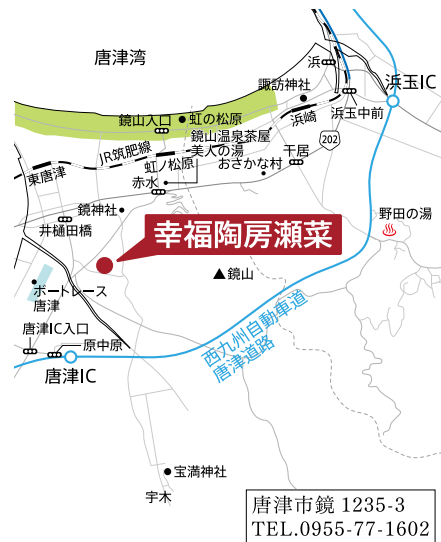 唐津湾
浜
浜玉IC
諏訪神社
浜玉中前
鏡山入口
虹の松原
浜崎
202
JR筑肥線
鏡山温泉茶屋
美人の湯
干居
虹ノ松原
おさかな村
東唐津
赤水
鏡神社
野田の湯
井樋田橋
幸福陶房瀬菜
鏡山
ボートレース
唐津
唐津IC入口
原中原
唐津IC
西九州自動車道
唐津道路
宝満神社
宇木
唐津市鏡 1235-3
TEL.0955-77-1602